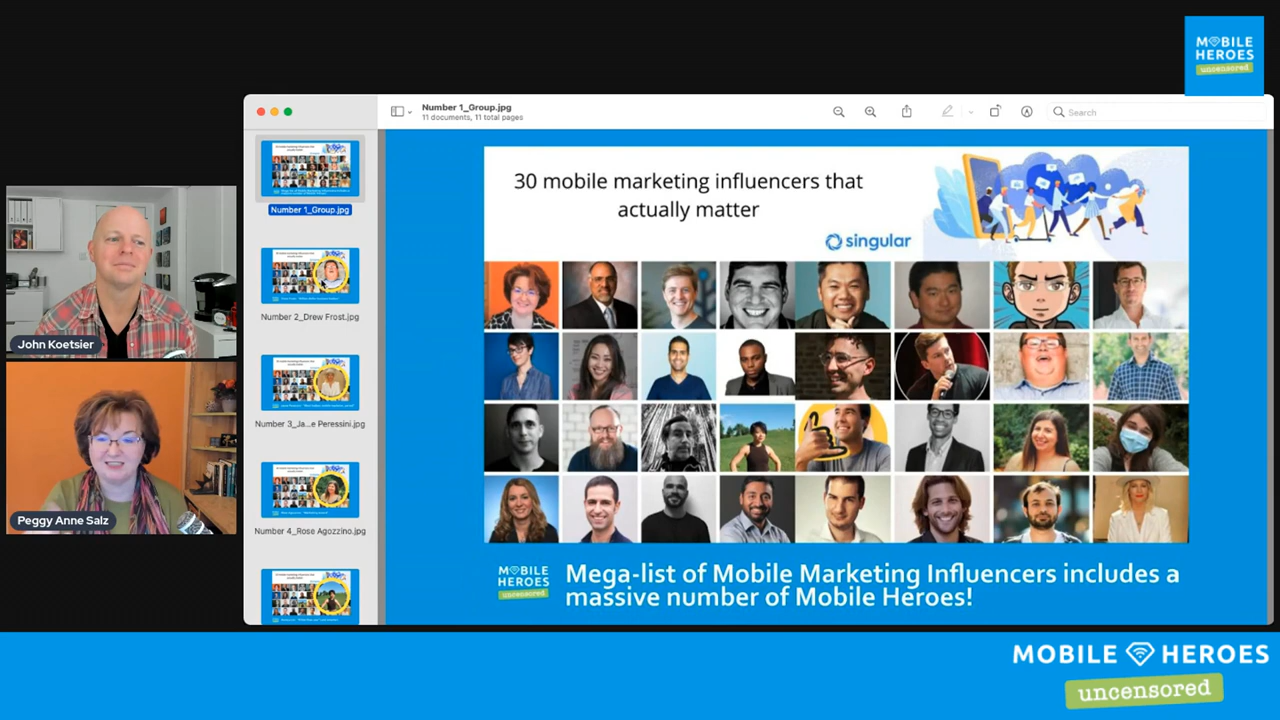 MOBILE
HEROES
uncensored
Number 1_Group.jpg
11 documents, 11 total pages
Search
Number 1_Group.jpg
Number 2_Drew Frost.jpg
Number 3_Ja...e Peressini.jpg
Number 4_Rose Agozzino.jpg
30 mobile marketing influencers that
actually matter
singular
John Koetsier
Peggy Anne Salz
MOBILE
HEROES
uncensored
Mega-list of Mobile Marketing Influencers includes a
massive number of Mobile Heroes!
MOBILE HEROES
uncensored